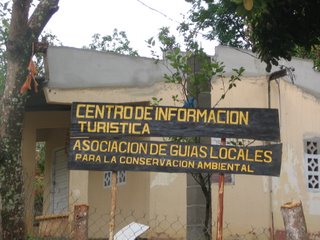 CENTRO DE INFORMACION
TURISTICA
ASOCIACION DE GUIAS LOCALES
PARA LA CONSERVACION AMBIENTAL